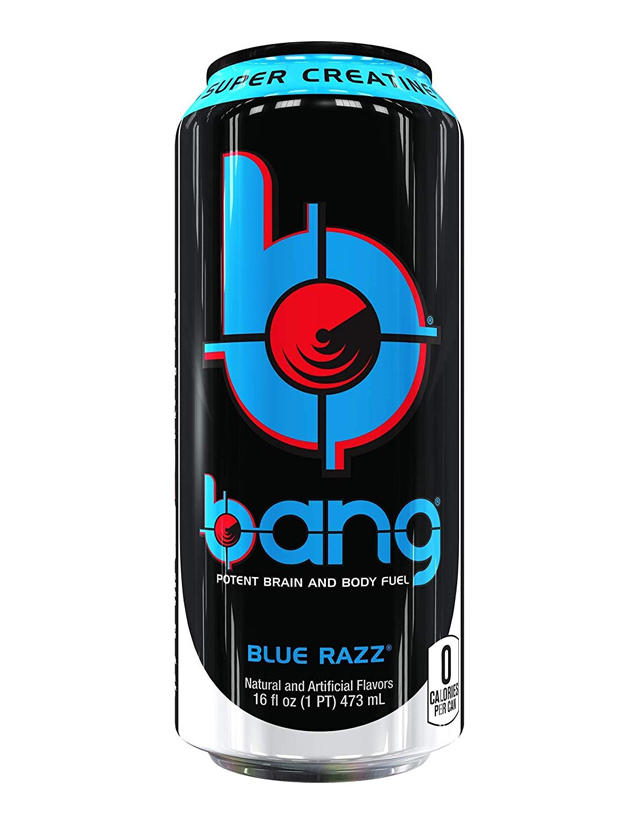 SUPER CREATINE
b®
bang®
POTENT BRAIN AND BODY FUEL
BLUE RAZZ®
Natural and Artificial Flavors
16 fl oz (1 PT) 473 mL
0
CALORIES
PER CAN